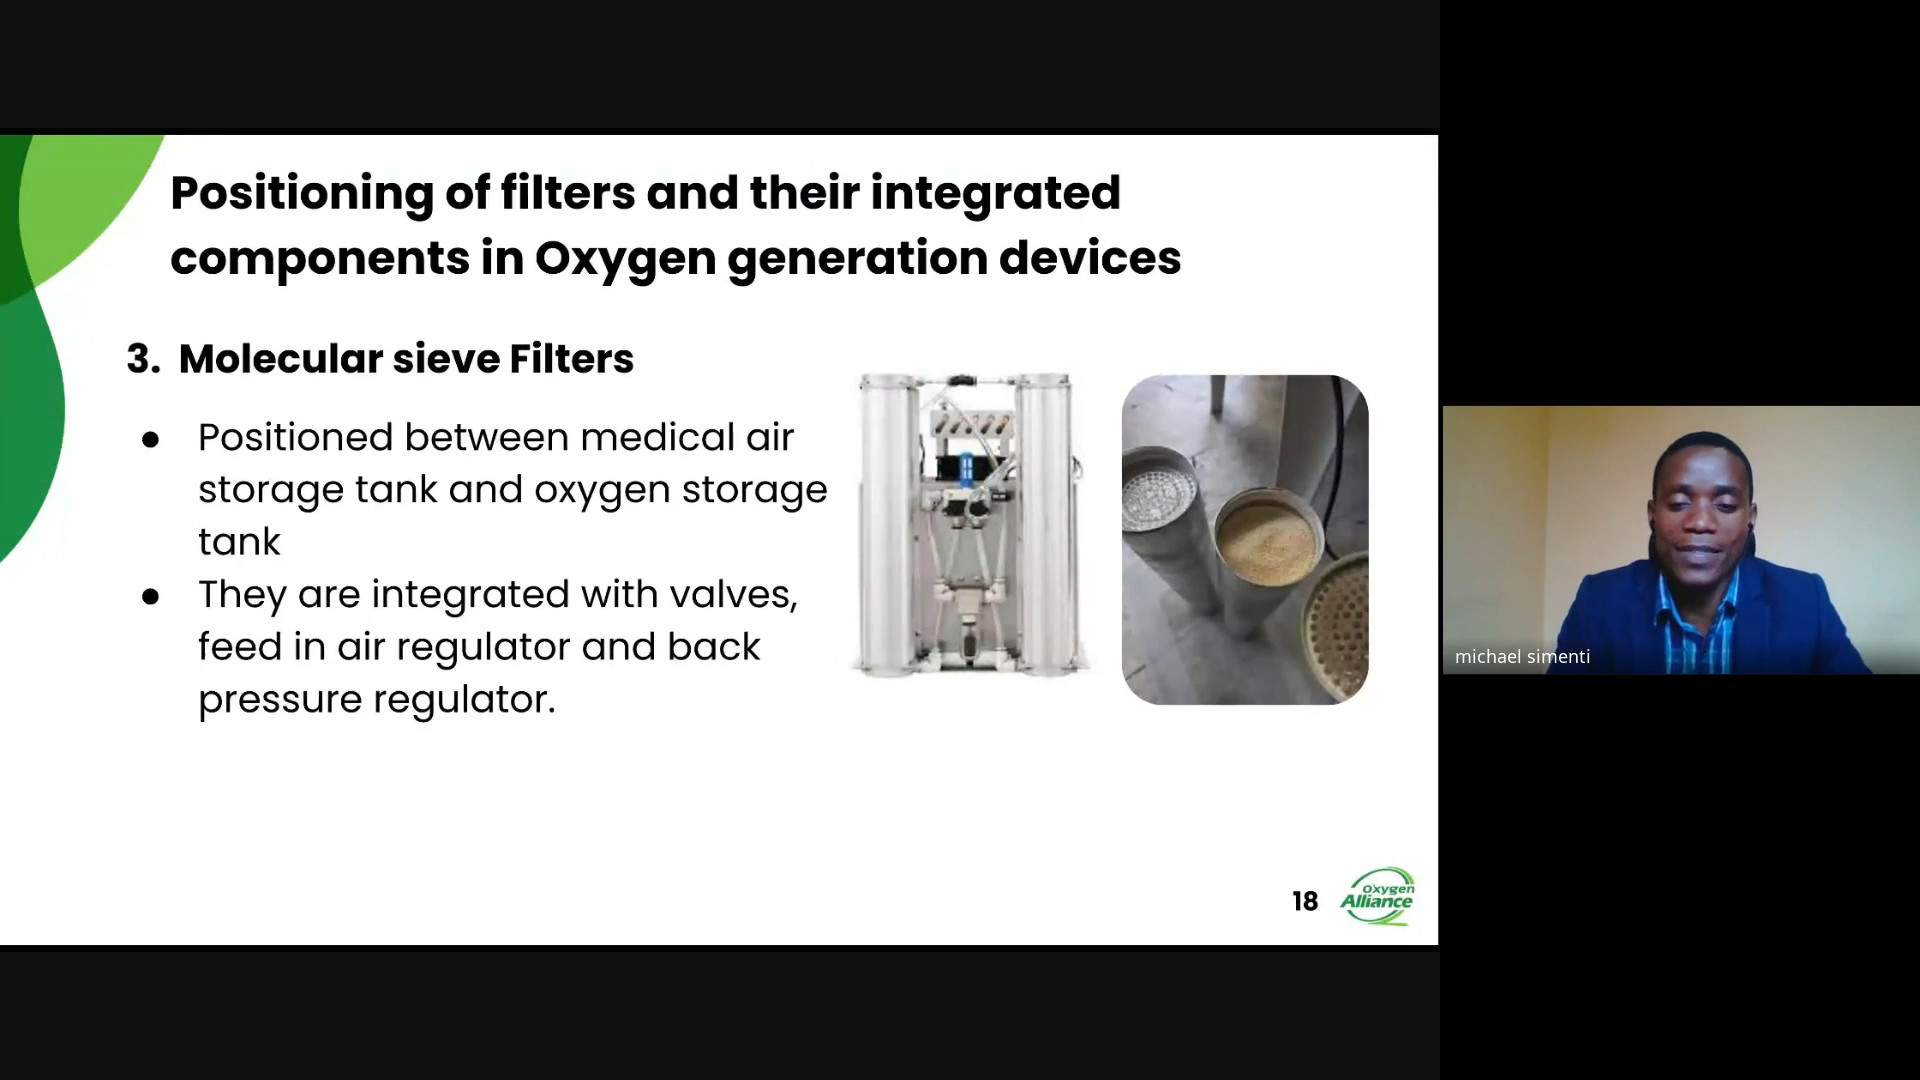 Positioning of filters and their integrated
components in Oxygen generation devices
3. Molecular sieve Filters
● Positioned between medical air
storage tank and oxygen storage
tank
● They are integrated with valves,
feed in air regulator and back
pressure regulator.
18
Oxygen
Alliance
michael simenti